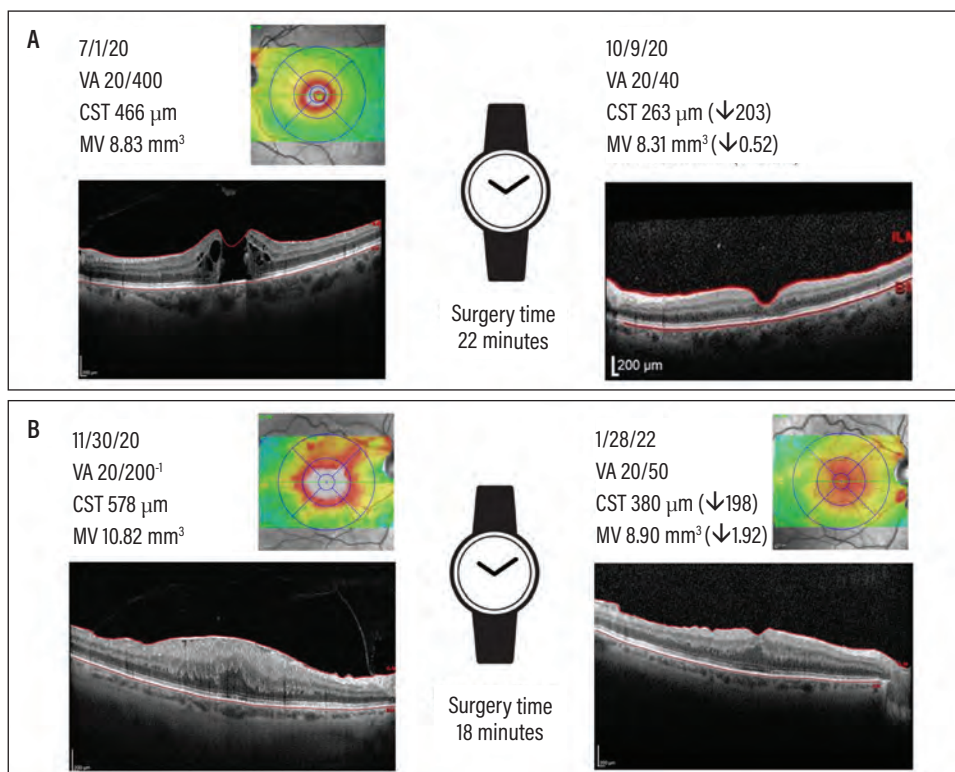 A
7/1/20
VA 20/400
CST 466 µm
MV 8.83 mm³
Surgery time
22 minutes
10/9/20
VA 20/40
CST 263 µm (↓203)
MV 8.31 mm³ (↓0.52)
ILM
200 µm
B
11/30/20
VA 20/200⁻¹
CST 578 µm
MV 10.82 mm³
Surgery time
18 minutes
1/28/22
VA 20/50
CST 380 µm (↓198)
MV 8.90 mm³ (↓1.92)